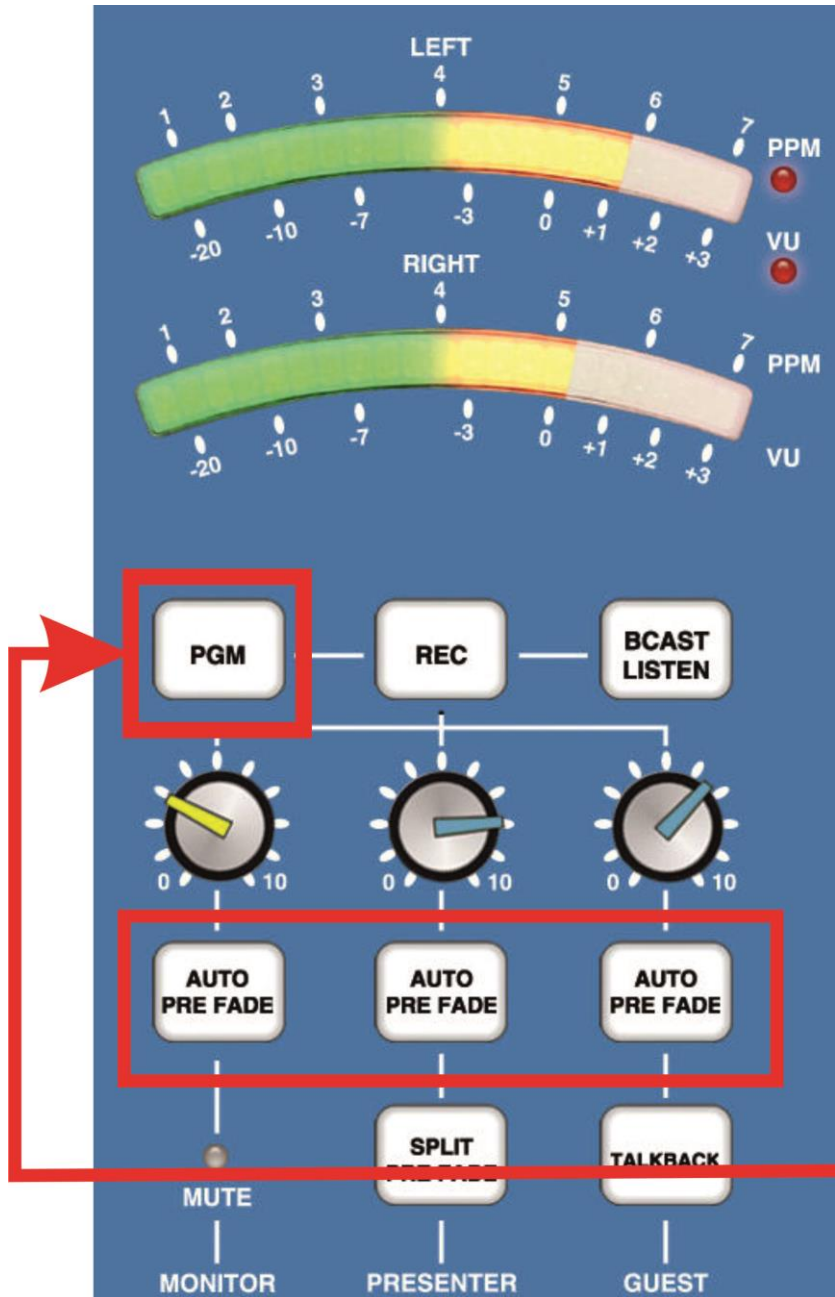 LEFT
1 2 3 4 5 6 7 PPM
-20 -10 -7 -3 0 +1 +2 +3 VU
RIGHT
1 2 3 4 5 6 7 PPM
-20 -10 -7 -3 0 +1 +2 +3 VU
PGM
REC
BCAST
LISTEN
0 10
0 10
0 10
AUTO
PRE FADE
AUTO
PRE FADE
AUTO
PRE FADE
MUTE
SPLIT
PRE FADE
TALKBACK
MONITOR
PRESENTER
GUEST